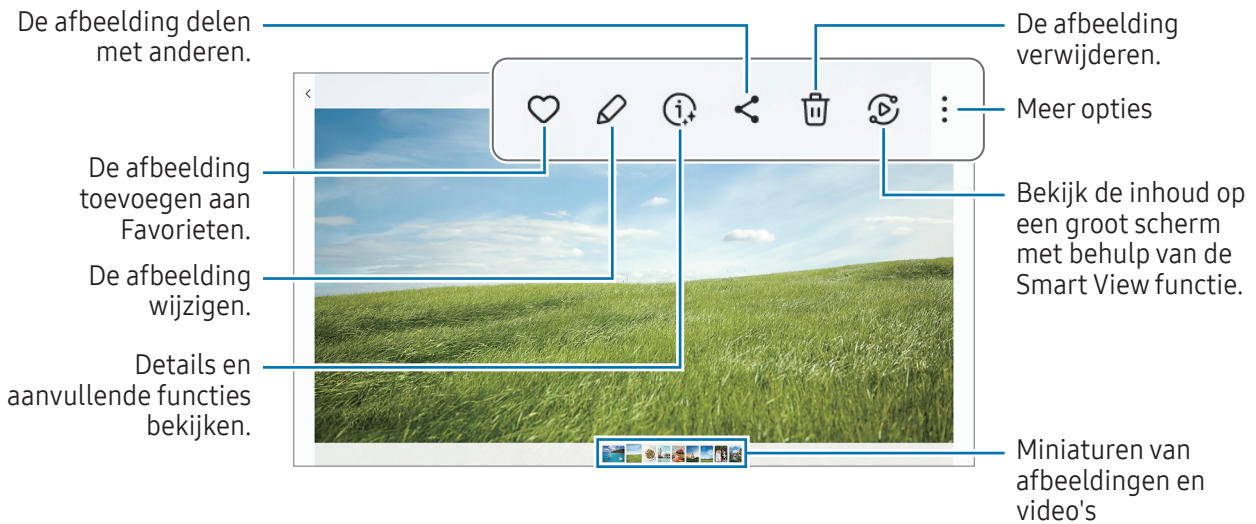 De afbeelding delen
met anderen.
De afbeelding
toevoegen aan
Favorieten.
De afbeelding
wijzigen.
Details en
aanvullende functies
bekijken.
De afbeelding
verwijderen.
Meer opties
Bekijk de inhoud op
een groot scherm
met behulp van de
Smart View functie.
Miniaturen van
afbeeldingen en
video's